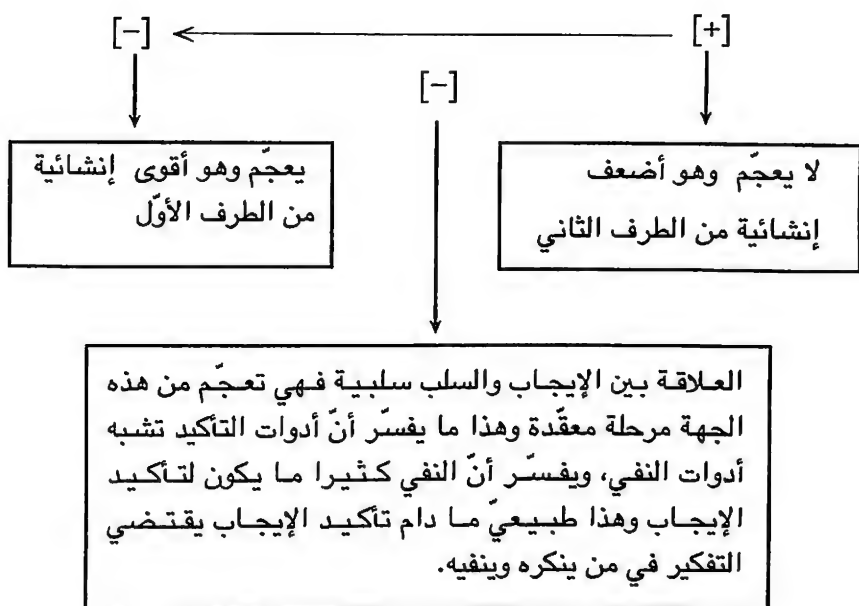 [+] [-]
[-]
لا يعجّم وهو أضعف
إنشائية من الطرف الثاني
يعجّم وهو أقوى إنشائية
من الطرف الأوّل
العلاقة بين الإيجاب والسلب سلبية فهي تعجّم من هذه
الجهة مرحلة معقّدة وهذا ما يفسّر أنّ أدوات التأكيد تشبه
أدوات النفي، ويفسّر أنّ النفي كثيرا ما يكون لتأكيد
الإيجاب وهذا طبيعيّ ما دام تأكيد الإيجاب يقتضي
التفكير في من ينكره وينفيه.